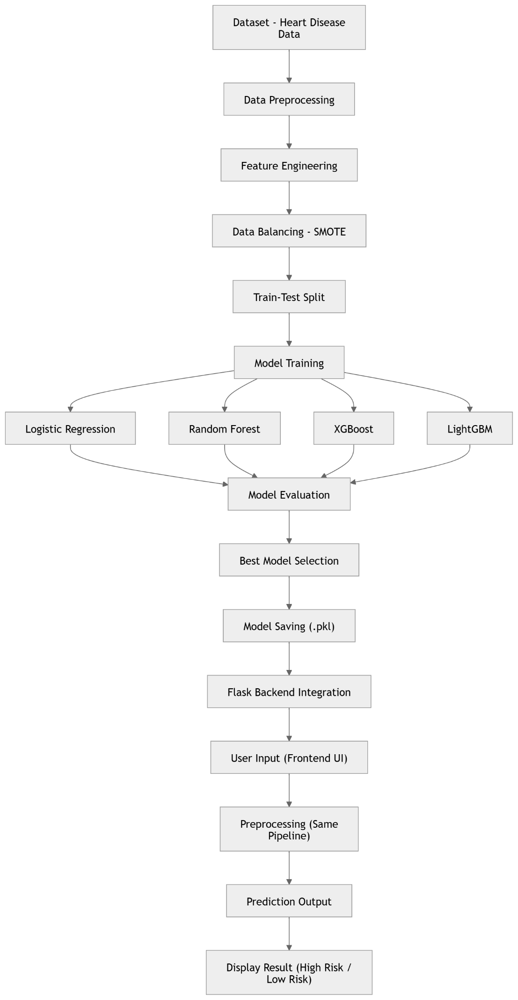 Dataset - Heart Disease
Data
Data Preprocessing
Feature Engineering
Data Balancing - SMOTE
Train-Test Split
Model Training
Logistic Regression
Random Forest
XGBoost
LightGBM
Model Evaluation
Best Model Selection
Model Saving (.pkl)
Flask Backend Integration
User Input (Frontend UI)
Preprocessing (Same
Pipeline)
Prediction Output
Display Result (High Risk /
Low Risk)